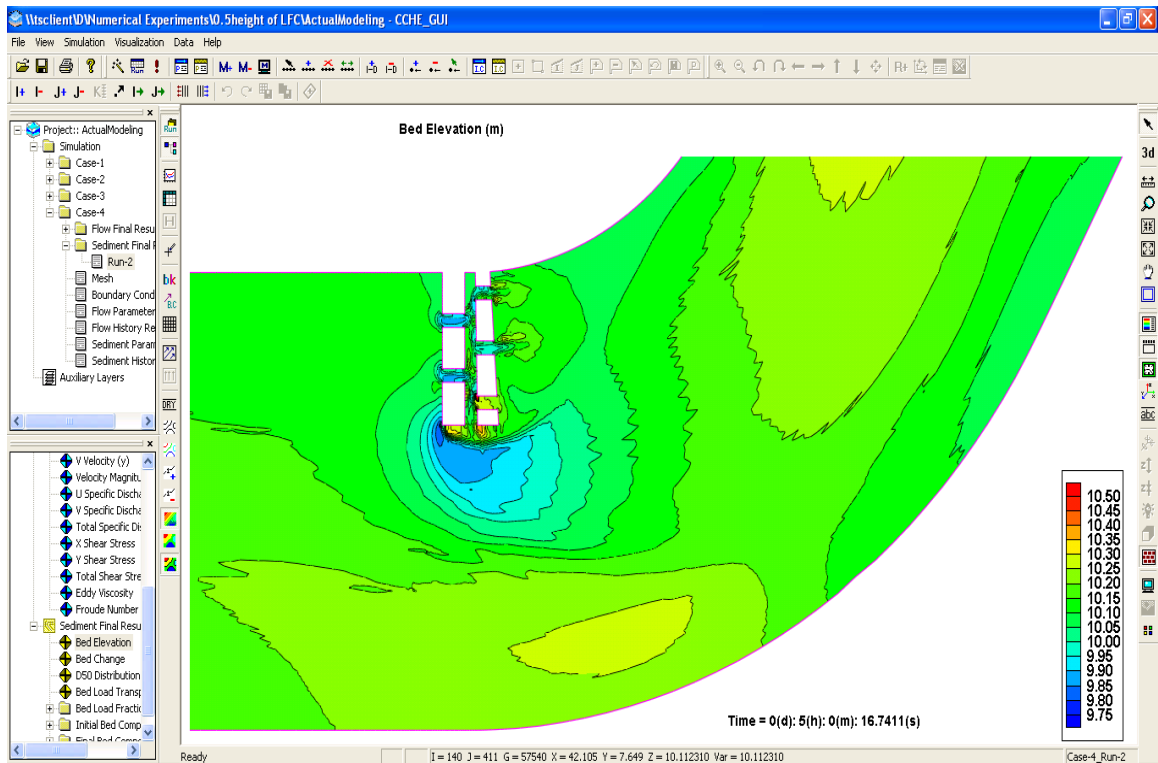 \\tsclient\D\Numerical Experiments\0.5height of LFC\ActualModeling - CCHE_GUI
File View Simulation Visualization Data Help
Run M+ M- M I.C I.C R+
I+ I- J+ J- I+ J+
Project:: ActualModeling
Simulation
Case-1
Case-2
Case-3
Case-4
Flow Final Resu
Sediment Final R
Run-2
Mesh
Boundary Cond
Flow Parameter
Flow History Re
Sediment Param
Sediment Histor
Auxiliary Layers
V Velocity (y)
Velocity Magnitu
U Specific Discha
V Specific Discha
Total Specific Di
X Shear Stress
Y Shear Stress
Total Shear Stre
Eddy Viscosity
Froude Number
Sediment Final Resu
Bed Elevation
Bed Change
D50 Distribution
Bed Load Transp
Bed Load Fractio
Initial Bed Comp
Final Bed Compo
Run
bk
B.C
DRY
Bed Elevation (m)
3d
abc
10.50
10.45
10.40
10.35
10.30
10.25
10.20
10.15
10.10
10.05
10.00
9.95
9.90
9.85
9.80
9.75
Time = 0(d): 5(h): 0(m): 16.7411(s)
Ready
I = 140 J = 411 G = 57540 X = 42.105 Y = 7.649 Z = 10.112310 Var = 10.112310
Case-4_Run-2